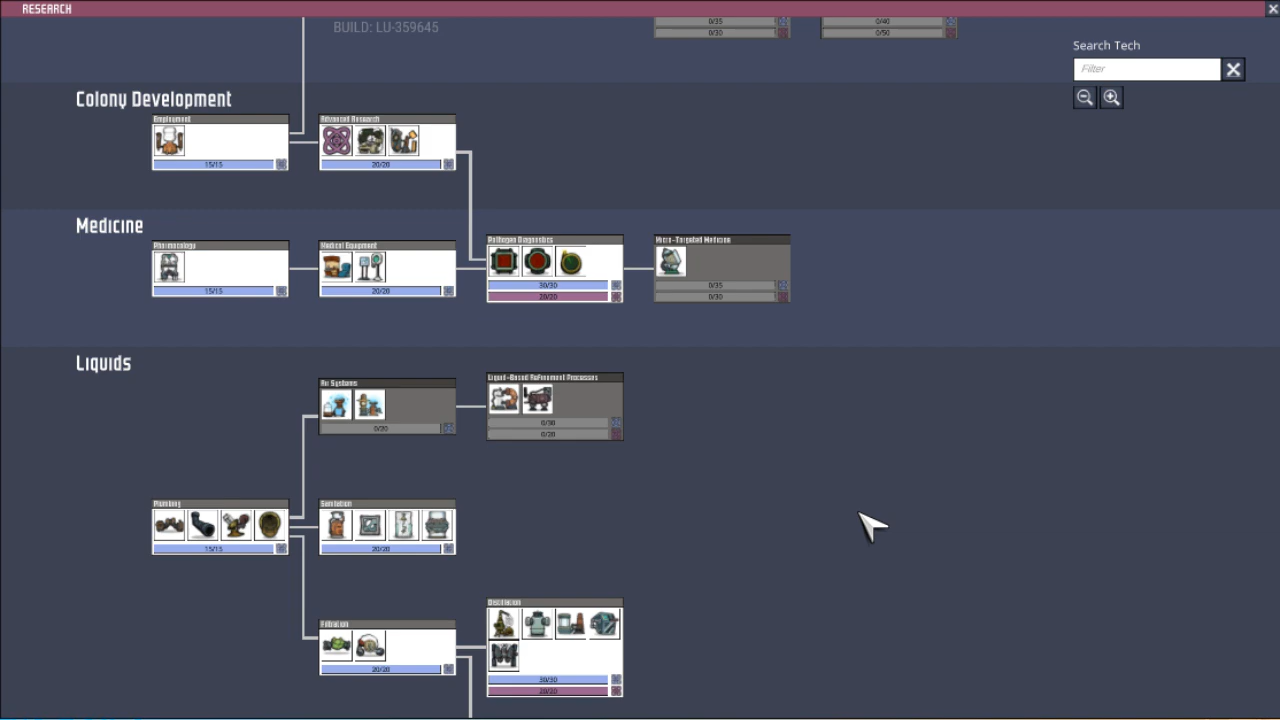 RESEARCH
BUILD: LU-359645
0/35
0/30
0/40
0/50
Search Tech
Filter
Colony Development
Employment
15/15
Advanced Research
20/20
Medicine
Pharmacology
15/15
Medical Equipment
20/20
Pathogen Diagnostics
30/30
20/20
Micro-Targeted Medicine
0/35
0/30
Liquids
Air Systems
0/20
Liquid-Based Refinement Processes
0/30
0/20
Plumbing
15/15
Sanitation
20/20
Filtration
20/20
Distillation
30/30
20/20